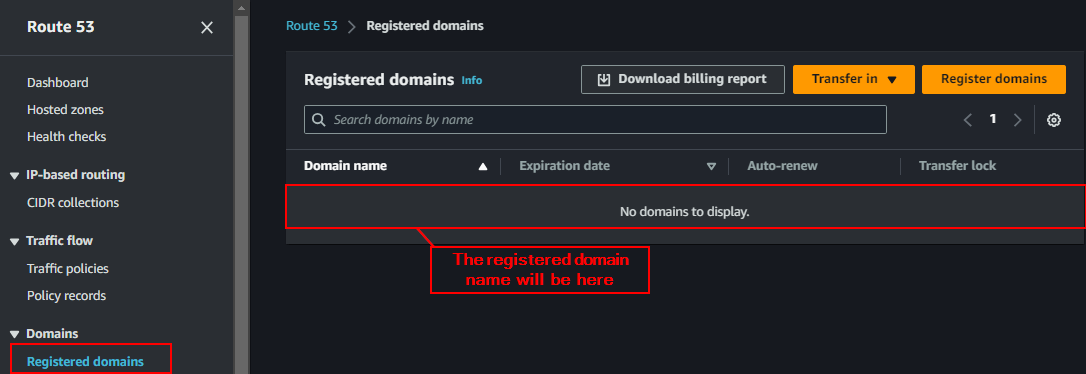 Route 53
Dashboard
Hosted zones
Health checks
IP-based routing
CIDR collections
Traffic flow
Traffic policies
Policy records
Domains
Registered domains
Route 53 > Registered domains
Registered domains Info Download billing report Transfer in Register domains
Search domains by name 1
Domain name Expiration date Auto-renew Transfer lock
No domains to display.
The registered domain
name will be here